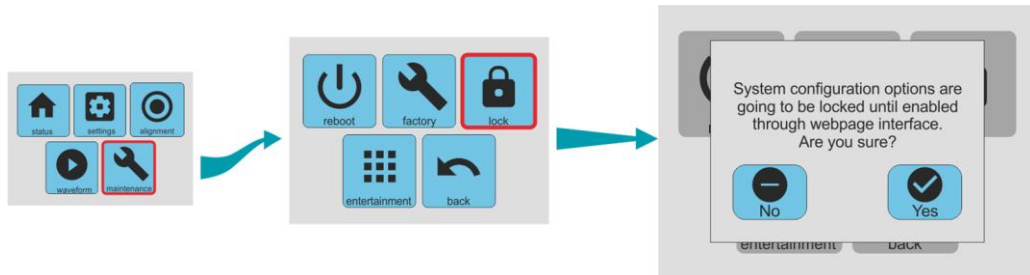 status
settings
alignment
waveform
maintenance
reboot
factory
lock
entertainment
back
System configuration options are
going to be locked until enabled
through webpage interface.
Are you sure?
No
Yes
entertainment
back